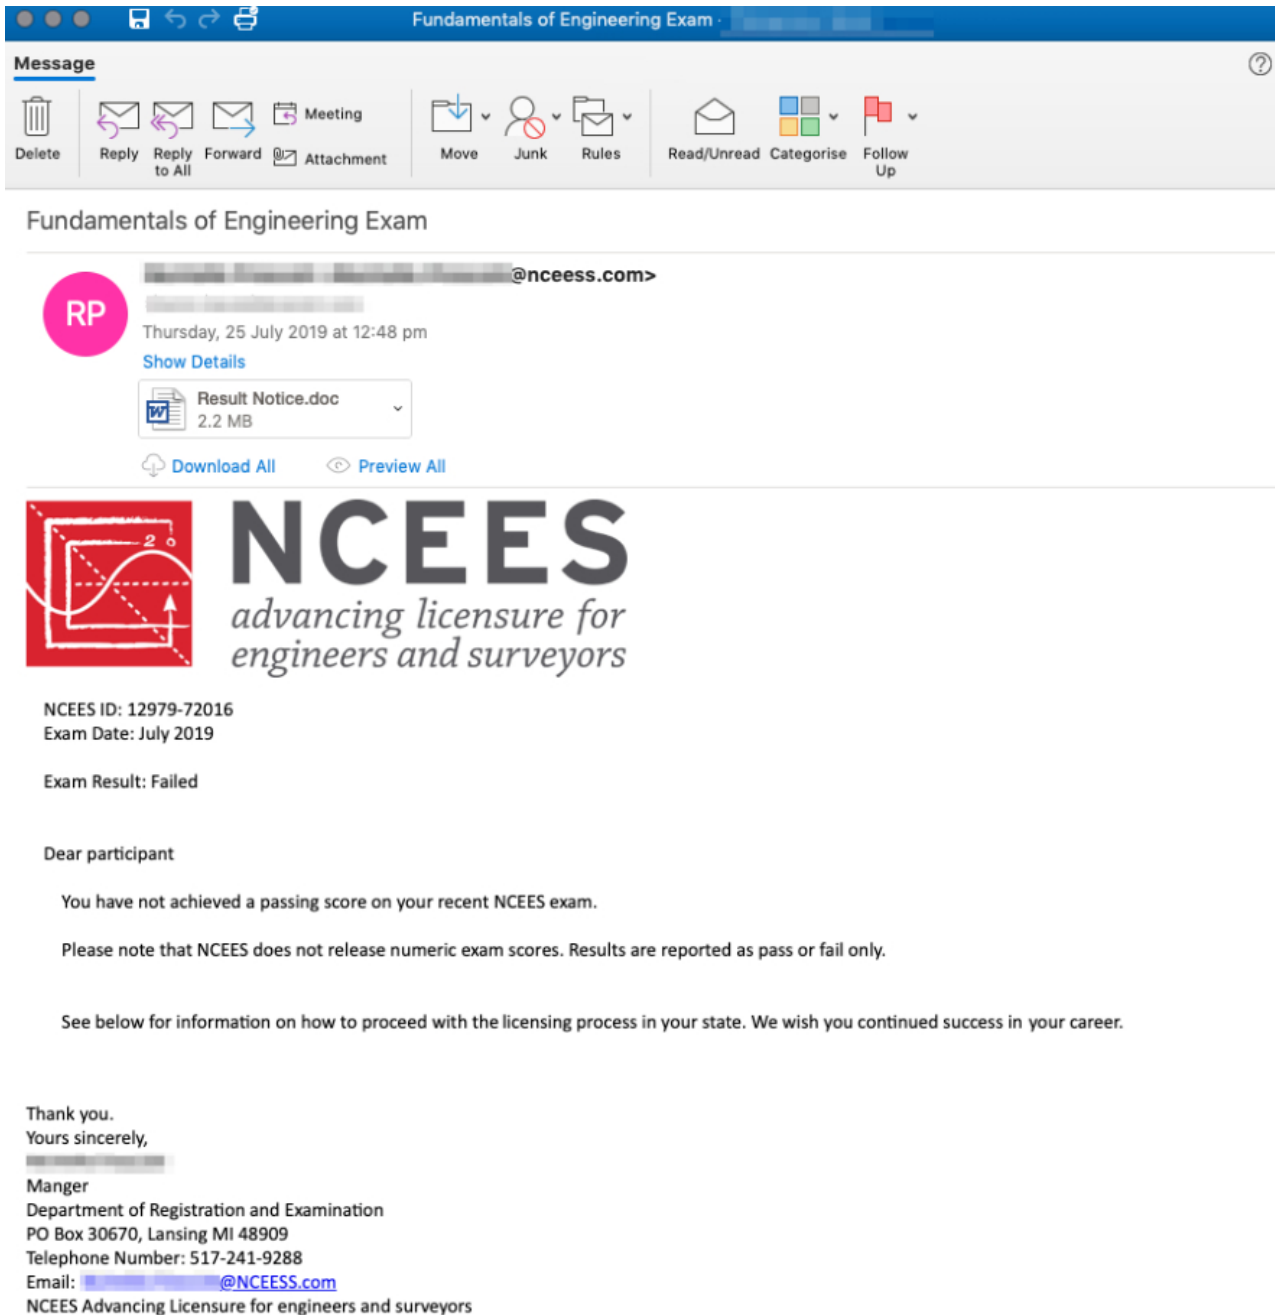 Fundamentals of Engineering Exam ·
Message
Delete
Reply
Reply to All
Forward
Meeting
Attachment
Move
Junk
Rules
Read/Unread
Categorise
Follow Up
Fundamentals of Engineering Exam
RP
@nceess.com>
Thursday, 25 July 2019 at 12:48 pm
Show Details
Result Notice.doc
2.2 MB
Download All
Preview All
2
NCEES
advancing licensure for
engineers and surveyors
NCEES ID: 12979-72016
Exam Date: July 2019
Exam Result: Failed
Dear participant
You have not achieved a passing score on your recent NCEES exam.
Please note that NCEES does not release numeric exam scores. Results are reported as pass or fail only.
See below for information on how to proceed with the licensing process in your state. We wish you continued success in your career.
Thank you.
Yours sincerely,
Manger
Department of Registration and Examination
PO Box 30670, Lansing MI 48909
Telephone Number: 517-241-9288
Email: @NCEESS.com
NCEES Advancing Licensure for engineers and surveyors